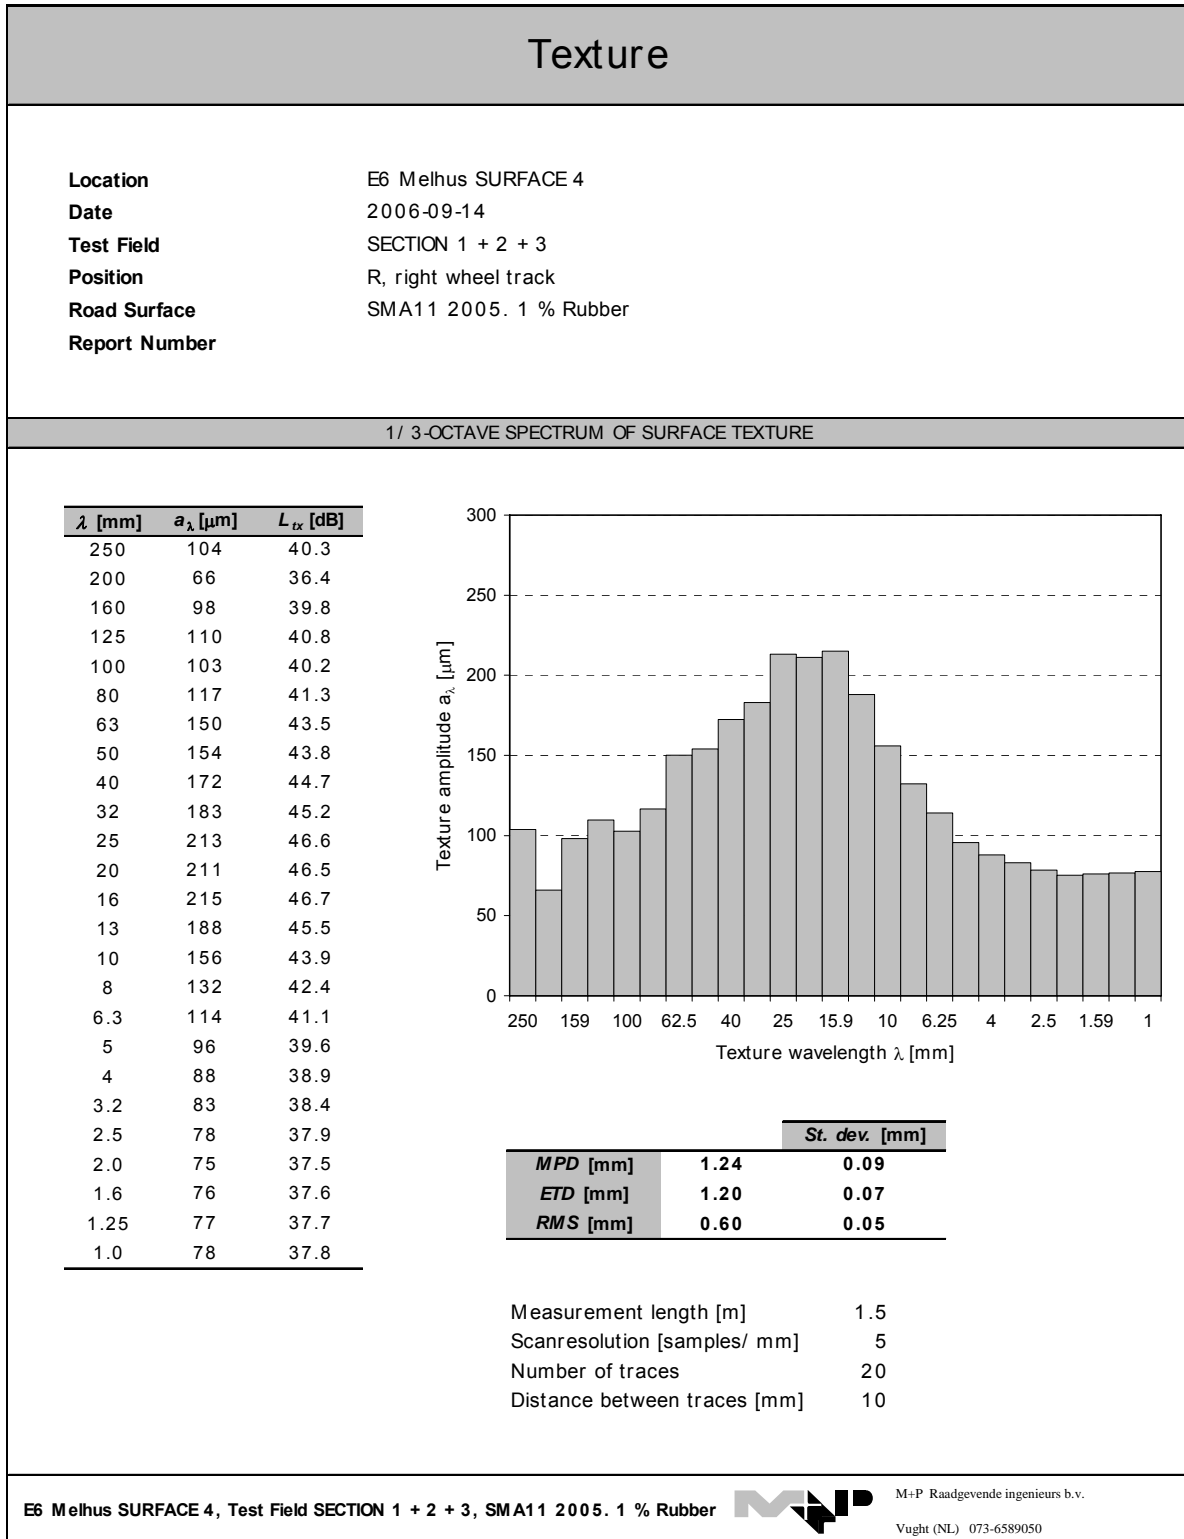 Texture
Location E6 Melhus SURFACE 4
Date 2006-09-14
Test Field SECTION 1 + 2 + 3
Position R, right wheel track
Road Surface SMA11 2005. 1 % Rubber
Report Number
1/ 3-OCTAVE SPECTRUM OF SURFACE TEXTURE
λ [mm] aλ [µm] Ltx [dB]
250 104 40.3
200 66 36.4
160 98 39.8
125 110 40.8
100 103 40.2
80 117 41.3
63 150 43.5
50 154 43.8
40 172 44.7
32 183 45.2
25 213 46.6
20 211 46.5
16 215 46.7
13 188 45.5
10 156 43.9
8 132 42.4
6.3 114 41.1
5 96 39.6
4 88 38.9
3.2 83 38.4
2.5 78 37.9
2.0 75 37.5
1.6 76 37.6
1.25 77 37.7
1.0 78 37.8
Texture amplitude aλ [µm]
300
250
200
150
100
50
0
250 159 100 62.5 40 25 15.9 10 6.25 4 2.5 1.59 1
Texture wavelength λ [mm]
St. dev. [mm]
MPD [mm] 1.24 0.09
ETD [mm] 1.20 0.07
RMS [mm] 0.60 0.05
Measurement length [m] 1.5
Scanresolution [samples/ mm] 5
Number of traces 20
Distance between traces [mm] 10
E6 Melhus SURFACE 4, Test Field SECTION 1 + 2 + 3, SMA11 2005. 1 % Rubber
M+P
M+P Raadgevende ingenieurs b.v.
Vught (NL) 073-6589050